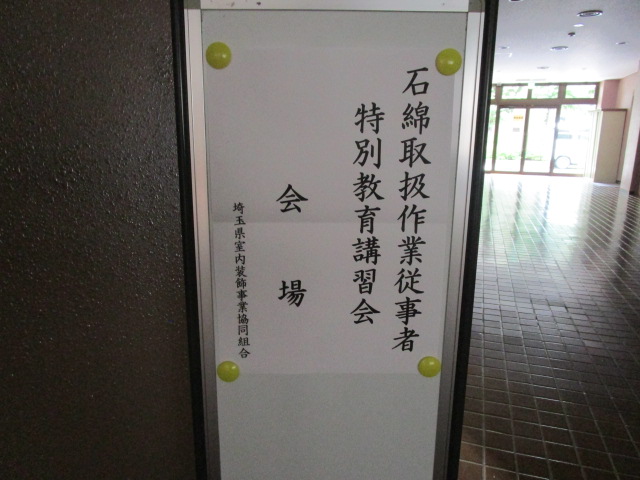 石綿取扱作業従事者
特別教育講習会
会場
埼玉県室内装飾事業協同組合